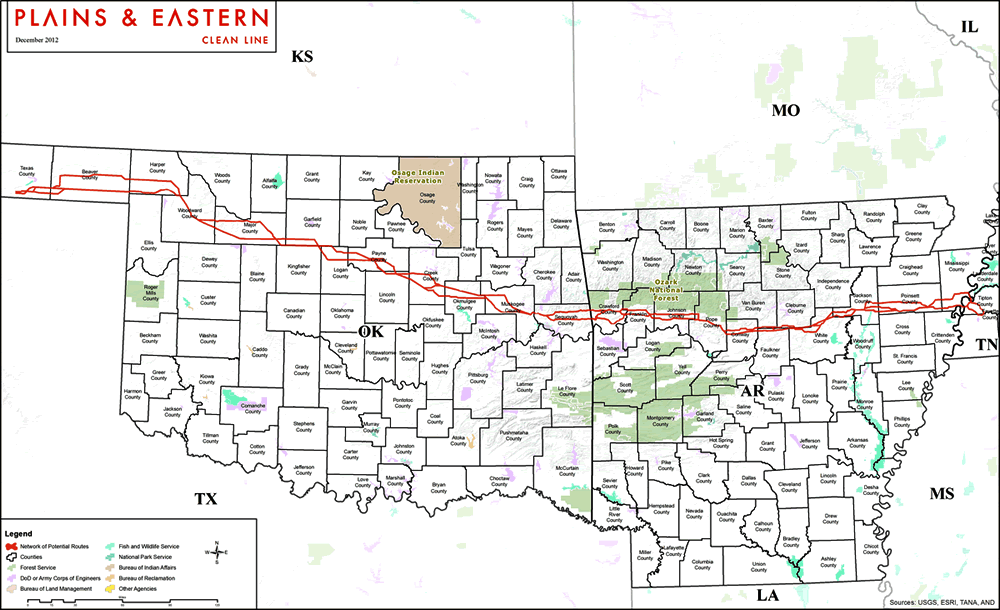 PLAINS & EASTERN
CLEAN LINE
December 2012
IL
KS
MO
Texas
County
Beaver
County
Harper
County
Woods
County
Alfalfa
County
Grant
County
Kay
County
Osage Indian
Reservation
Osage
County
Washington
County
Nowata
County
Craig
County
Ottawa
County
Woodward
County
Major
County
Garfield
County
Noble
County
Pawnee
County
Rogers
County
Mayes
County
Delaware
County
Ellis
County
Dewey
County
Blaine
County
Kingfisher
County
Logan
County
Payne
County
Creek
County
Tulsa
County
Wagoner
County
Cherokee
County
Adair
County
Roger
Mills
County
Custer
County
Canadian
County
Oklahoma
County
Lincoln
County
Okmulgee
County
Muskogee
County
Sequoyah
County
Okfuskee
County
McIntosh
County
Haskell
County
OK
Beckham
County
Washita
County
Caddo
County
Grady
County
Cleveland
County
McClain
County
Pottawatomie
County
Seminole
County
Hughes
County
Pittsburg
County
Latimer
County
Le Flore
County
Harmon
County
Greer
County
Kiowa
County
Jackson
County
Comanche
County
Tillman
County
Cotton
County
Stephens
County
Garvin
County
Murray
County
Pontotoc
County
Coal
County
Atoka
County
Pushmataha
County
Carter
County
Johnston
County
Jefferson
County
Love
County
Marshall
County
Bryan
County
Choctaw
County
McCurtain
County
Benton
County
Carroll
County
Boone
County
Marion
County
Baxter
County
Fulton
County
Randolph
County
Clay
County
Greene
County
Sharp
County
Lawrence
County
Izard
County
Washington
County
Madison
County
Newton
County
Searcy
County
Stone
County
Independence
County
Craighead
County
Mississippi
County
Ozark
National
Forest
Crawford
County
Franklin
County
Johnson
County
Pope
County
Van Buren
County
Cleburne
County
Jackson
County
Poinsett
County
Tipton
County
Conway
County
White
County
Woodruff
County
Cross
County
Crittenden
County
TN
Sebastian
County
Logan
County
Yell
County
Perry
County
Faulkner
County
St. Francis
County
Lee
County
Scott
County
AR
Pulaski
County
Lonoke
County
Prairie
County
Monroe
County
Phillips
County
Polk
County
Montgomery
County
Garland
County
Saline
County
Hot Spring
County
Grant
County
Jefferson
County
Arkansas
County
Sevier
County
Howard
County
Pike
County
Clark
County
Dallas
County
Cleveland
County
Lincoln
County
Desha
County
Little
River
County
Hempstead
County
Nevada
County
Ouachita
County
Calhoun
County
Bradley
County
Drew
County
Chicot
County
Miller
County
Lafayette
County
Columbia
County
Union
County
Ashley
County
TX
MS
LA
Legend
Network of Potential Routes
Counties
Forest Service
DoD or Army Corps of Engineers
Bureau of Land Management
Fish and Wildlife Service
National Park Service
Bureau of Indian Affairs
Bureau of Reclamation
Other Agencies
N
W
E
S
Sources: USGS, ESRI, TANA, AND